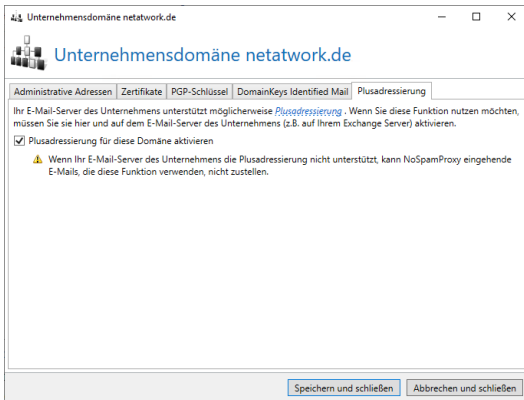 Unternehmensdomäne netatwork.de
Unternehmensdomäne netatwork.de
Administrative Adressen Zertifikate PGP-Schlüssel DomainKeys Identified Mail Plusadressierung
Ihr E-Mail-Server des Unternehmens unterstützt möglicherweise Plusadressierung . Wenn Sie diese Funktion nutzen möchten,
müssen Sie sie hier und auf dem E-Mail-Server des Unternehmens (z.B. auf Ihrem Exchange Server) aktivieren.
Plusadressierung für diese Domäne aktivieren
Wenn Ihr E-Mail-Server des Unternehmens die Plusadressierung nicht unterstützt, kann NoSpamProxy eingehende
E-Mails, die diese Funktion verwenden, nicht zustellen.
Speichern und schließen Abbrechen und schließen